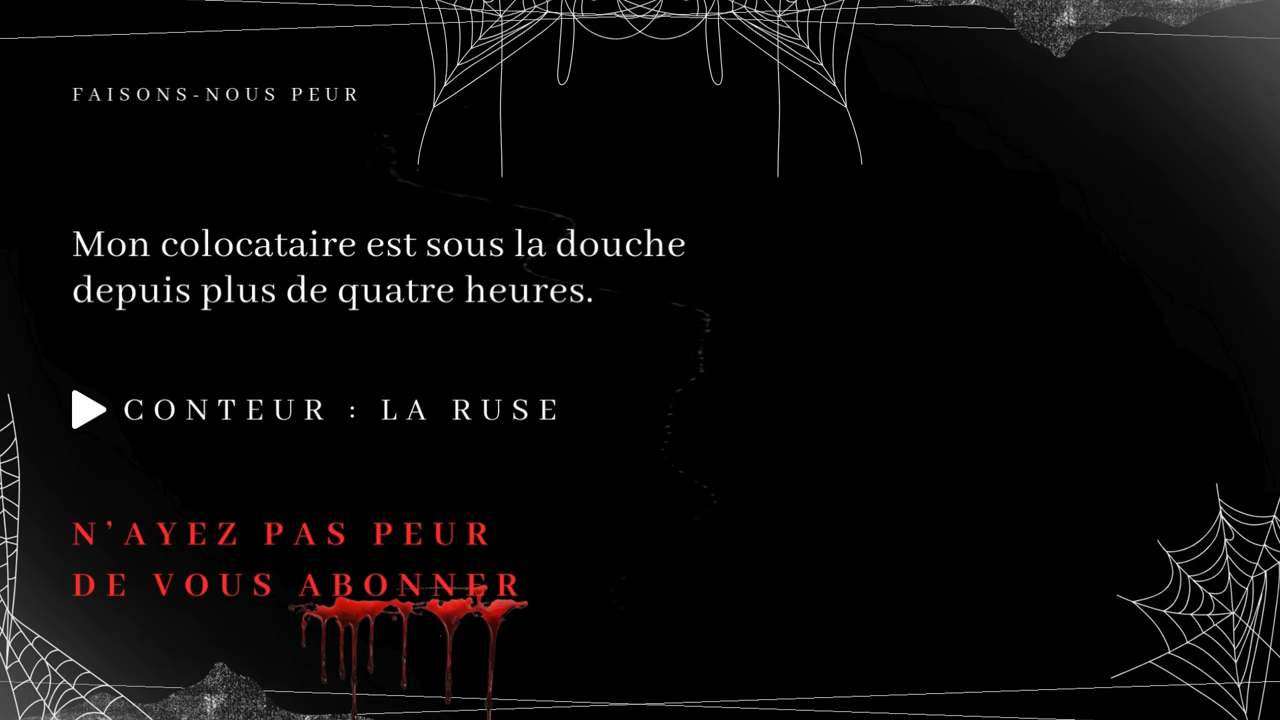 FAISONS-NOUS PEUR
Mon colocataire est sous la douche
depuis plus de quatre heures.
CONTEUR : LA RUSE
N'AYEZ PAS PEUR
DE VOUS ABONNER